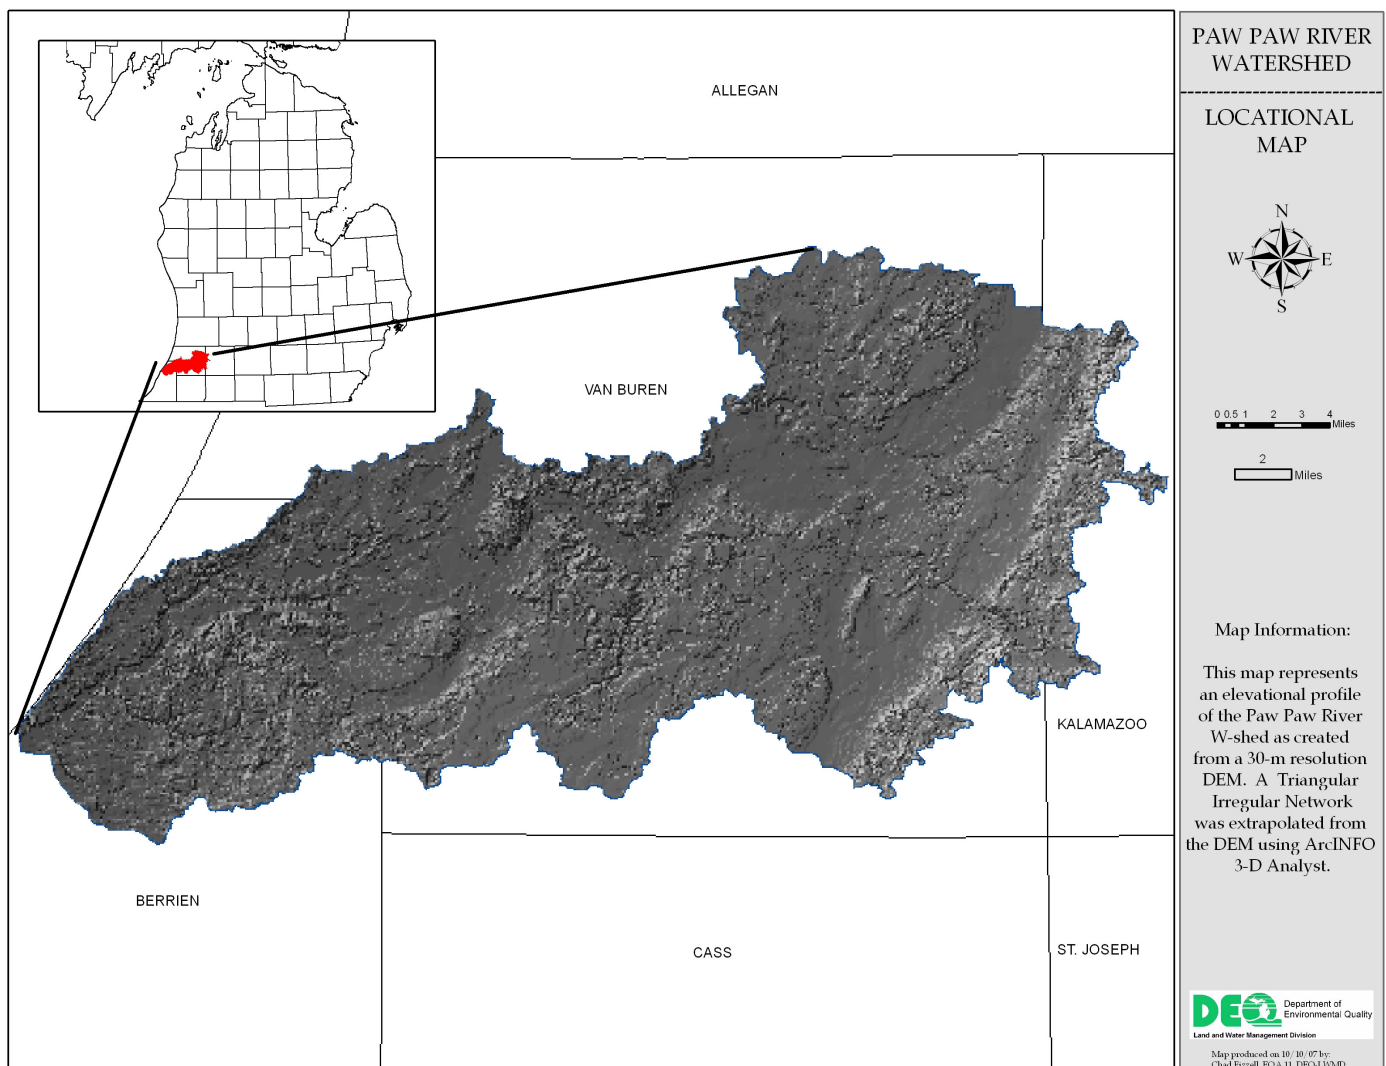 PAW PAW RIVER
WATERSHED
LOCATIONAL
MAP
N
W E
S
0 0.5 1 2 3 4
Miles
2
Miles
Map Information:
This map represents
an elevational profile
of the Paw Paw River
W-shed as created
from a 30-m resolution
DEM. A Triangular
Irregular Network
was extrapolated from
the DEM using ArcINFO
3-D Analyst.
DEQ
Department of
Environmental Quality
Land and Water Management Division
Map produced on 10/10/07 by:
ALLEGAN
VAN BUREN
KALAMAZOO
BERRIEN
CASS
ST. JOSEPH